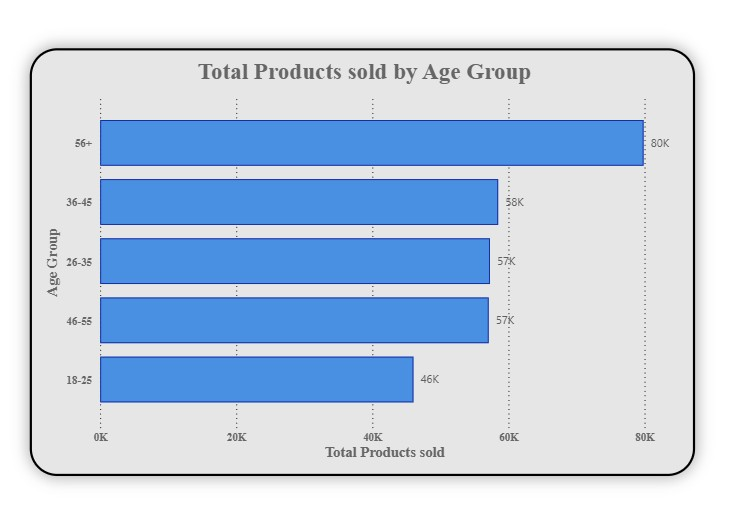 Total Products sold by Age Group
56+
80K
36-45
58K
Age Group
26-35
57K
46-55
57K
18-25
46K
0K 20K 40K 60K 80K
Total Products sold